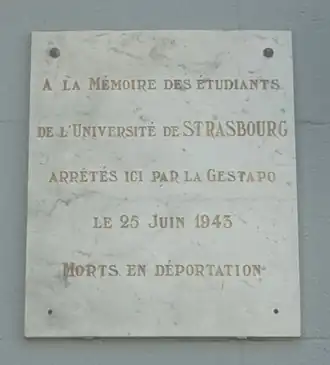 A LA MÉMOIRE DES ÉTUDIANTS
DE L'UNIVERSITÉ DE STRASBOURG
ARRÊTÉS ICI PAR LA GESTAPO
LE 25 JUIN 1943
MORTS EN DÉPORTATION